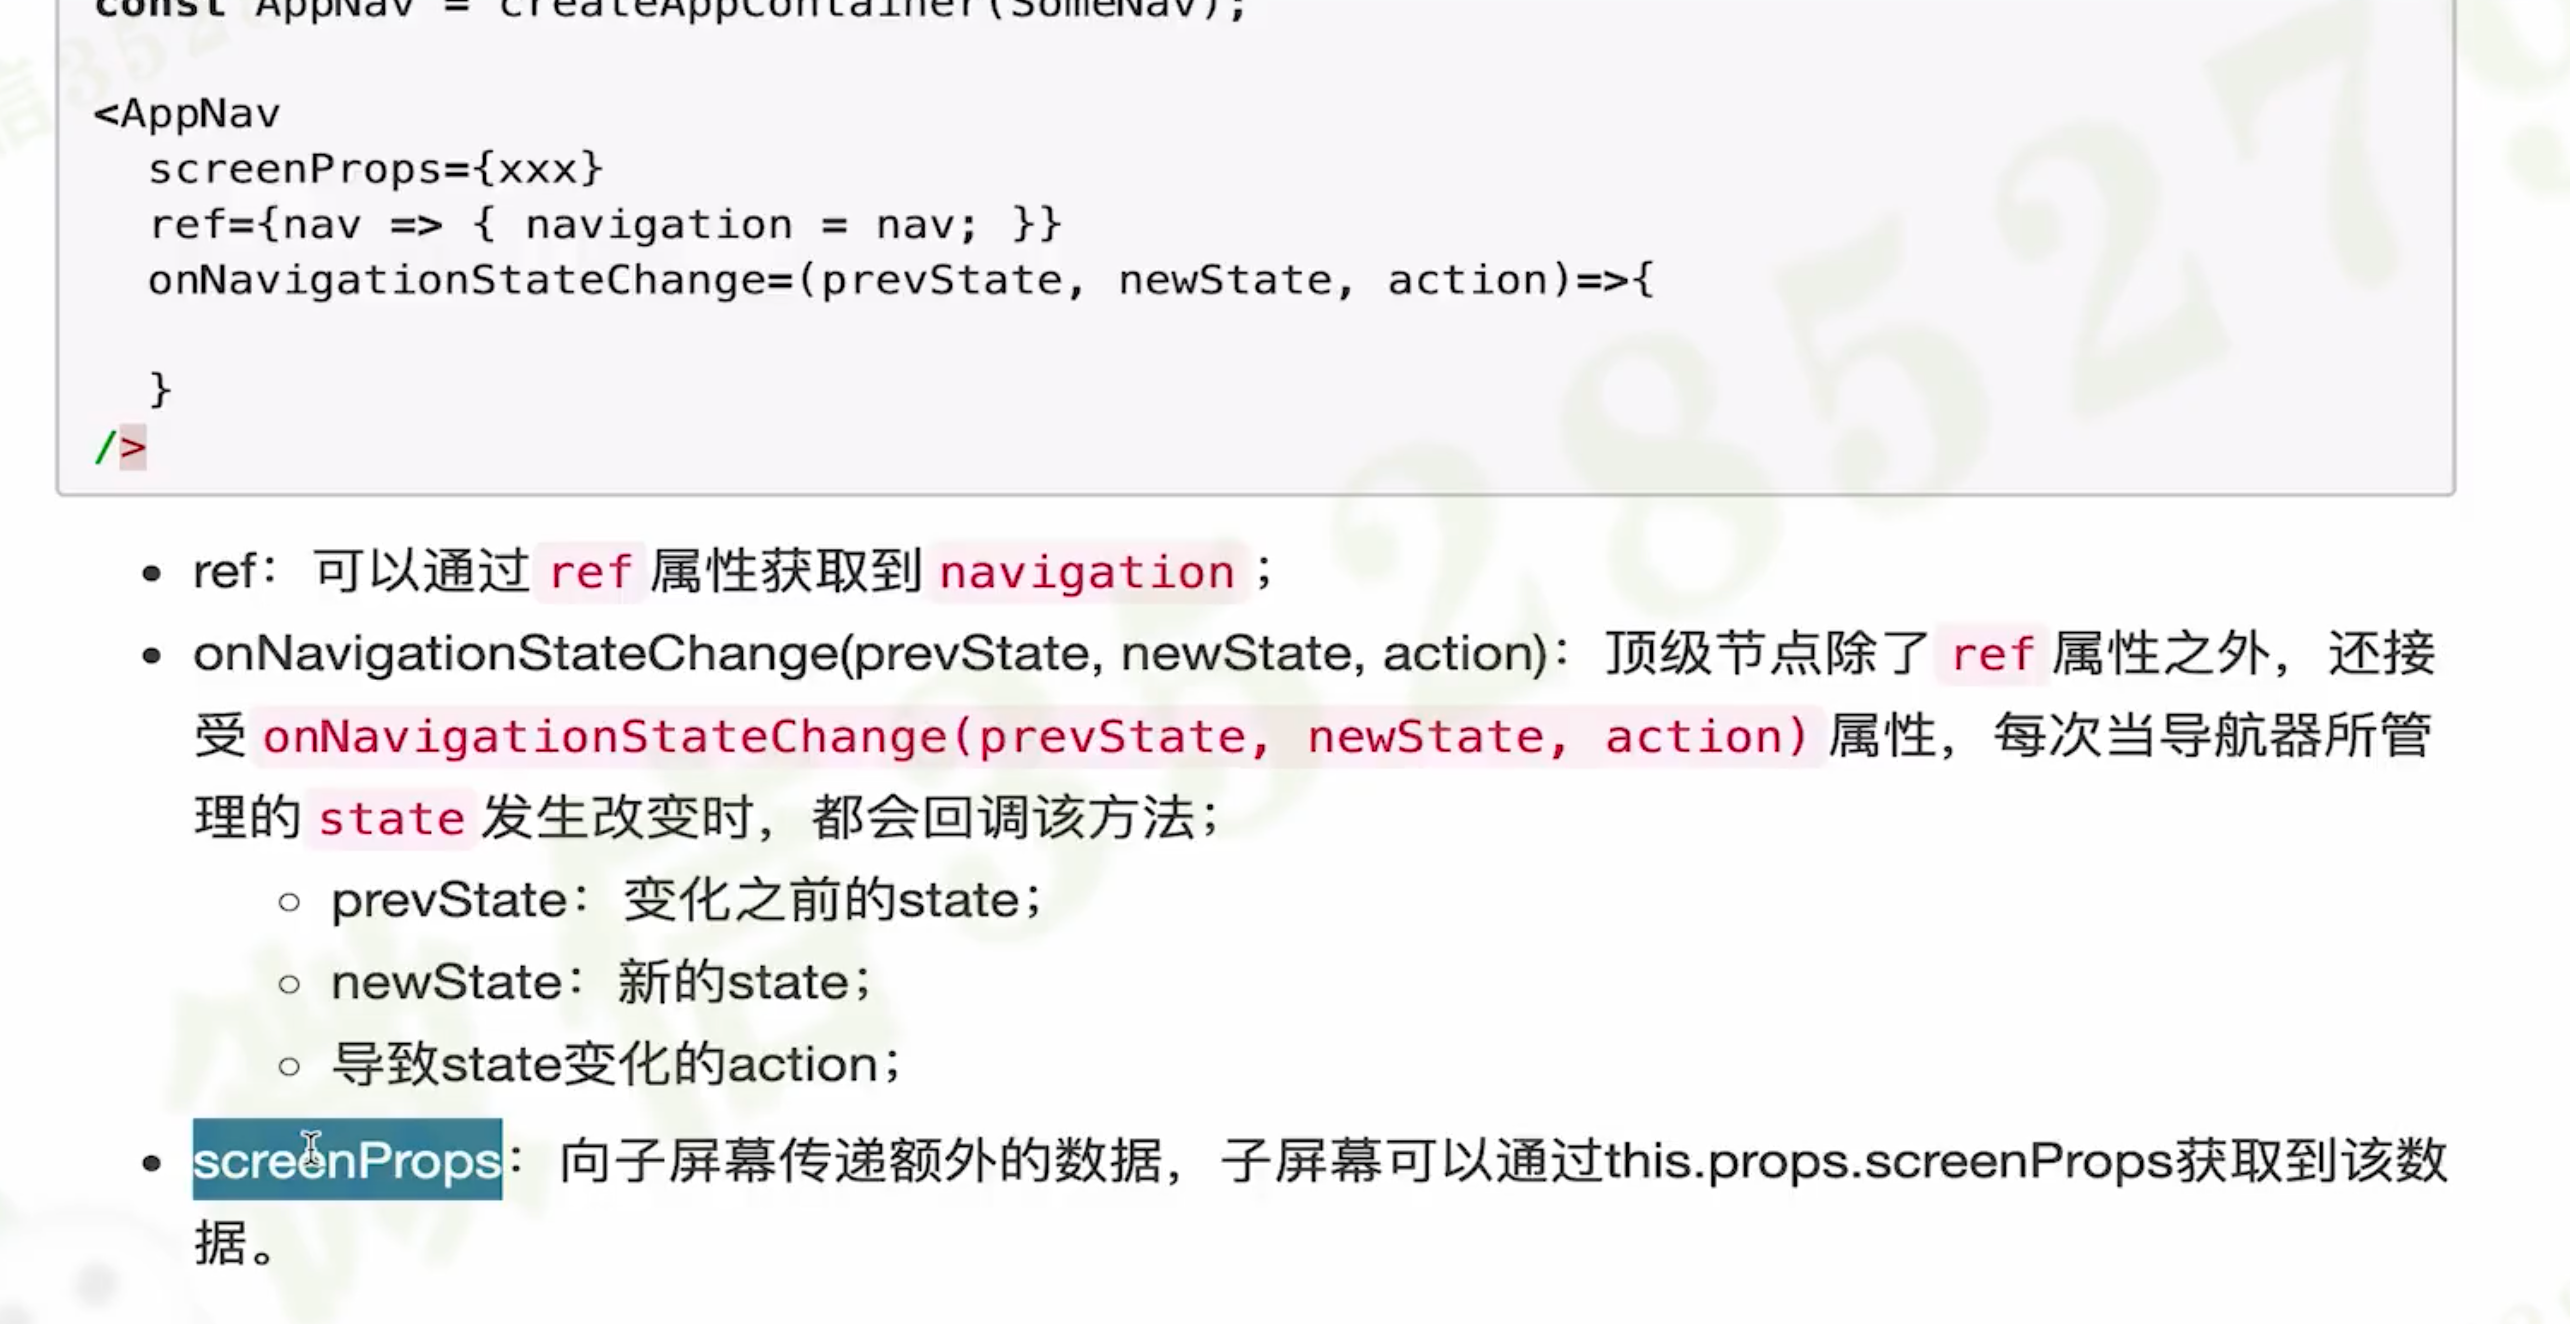 const AppNav = createAppContainer(SomeNav);
<AppNav
screenProps={xxx}
ref={nav => { navigation = nav; }}
onNavigationStateChange=(prevState, newState, action)=>{
}
/>
ref：可以通过 ref 属性获取到 navigation ；
onNavigationStateChange(prevState, newState, action)：顶级节点除了 ref 属性之外，还接
受 onNavigationStateChange(prevState, newState, action) 属性，每次当导航器所管
理的 state 发生改变时，都会回调该方法；
prevState：变化之前的state；
newState：新的state；
导致state变化的action；
screenProps：向子屏幕传递额外的数据，子屏幕可以通过this.props.screenProps获取到该数
据。